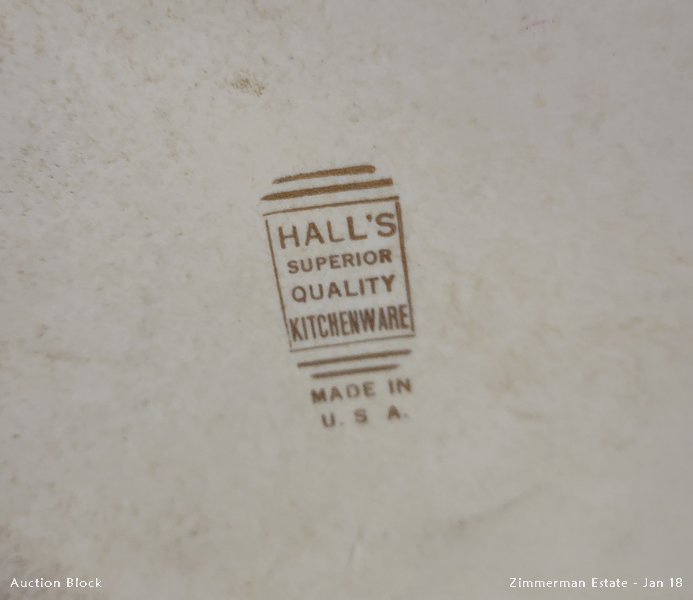 HALL'S
SUPERIOR
QUALITY
KITCHENWARE
MADE IN
U. S A.
Auction Block
Zimmerman Estate - Jan 18